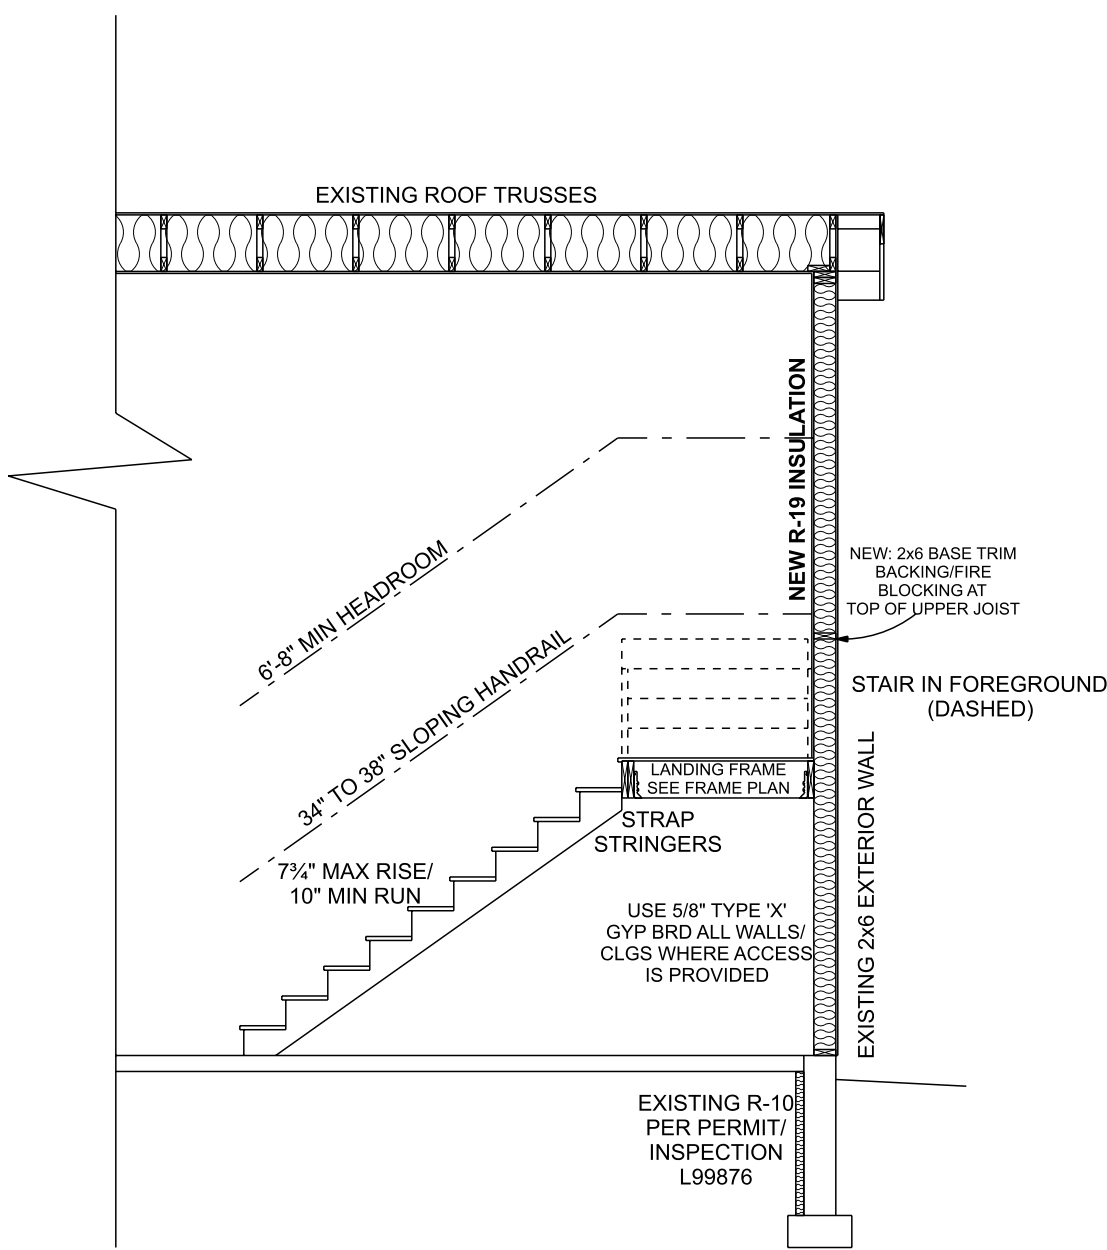 EXISTING ROOF TRUSSES
NEW R-19 INSULATION
6'-8" MIN HEADROOM
NEW: 2x6 BASE TRIM
BACKING/FIRE
BLOCKING AT
TOP OF UPPER JOIST
34" TO 38" SLOPING HANDRAIL
STAIR IN FOREGROUND
(DASHED)
LANDING FRAME
SEE FRAME PLAN
STRAP
STRINGERS
7¾" MAX RISE/
10" MIN RUN
USE 5/8" TYPE 'X'
GYP BRD ALL WALLS/
CLGS WHERE ACCESS
IS PROVIDED
EXISTING 2x6 EXTERIOR WALL
EXISTING R-10
PER PERMIT/
INSPECTION
L99876